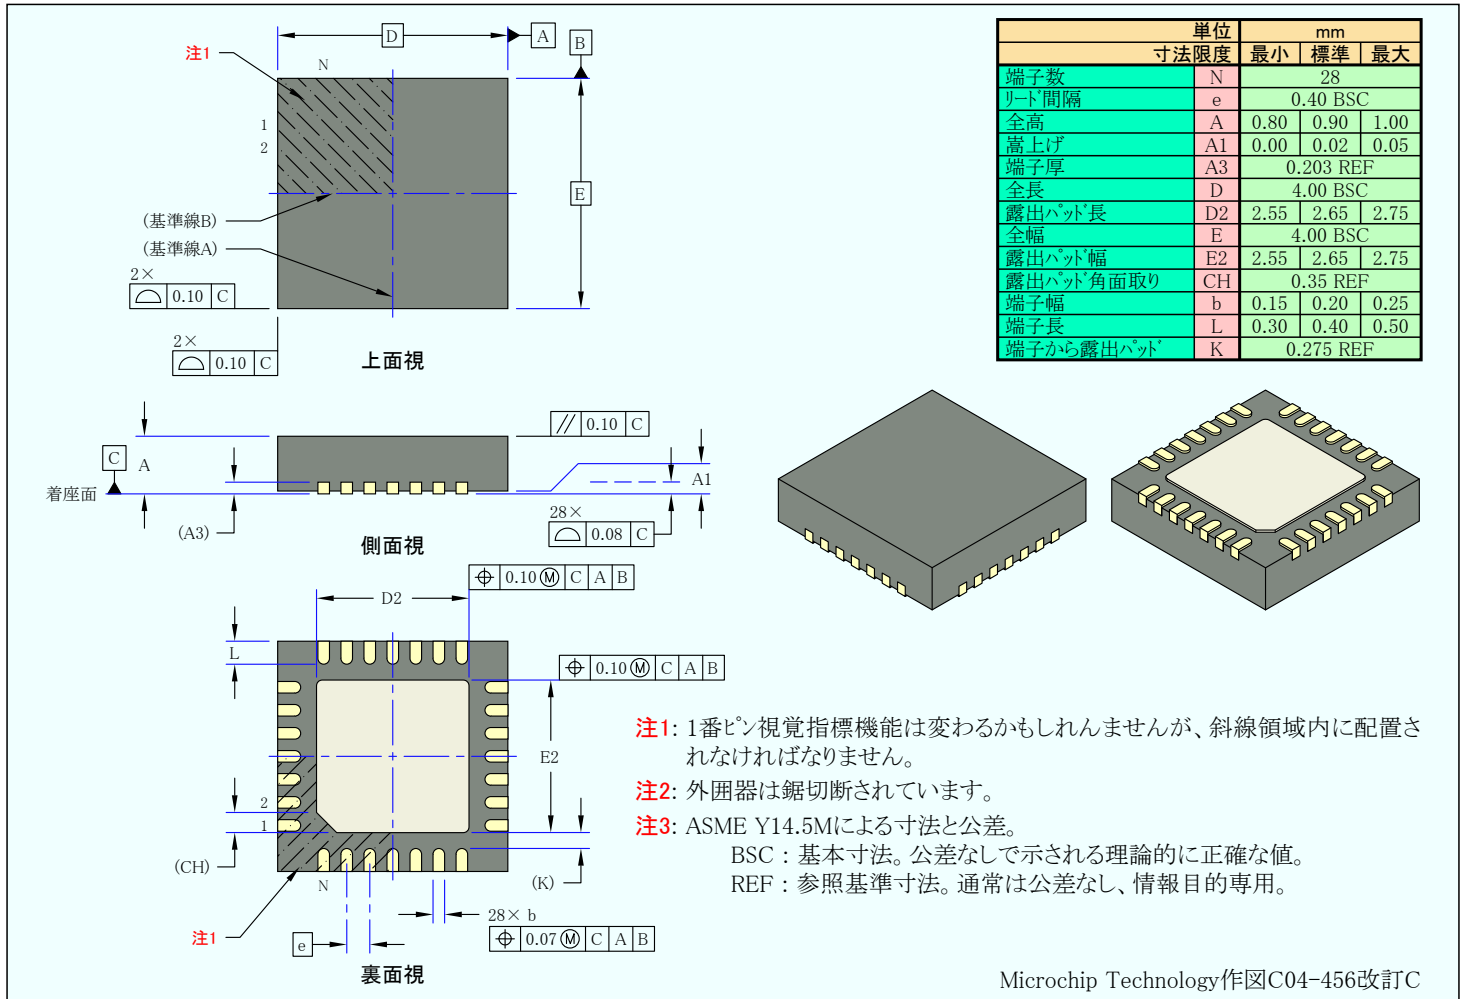 D
A
B
注1
N
1
2
E
(基準線B)
(基準線A)
2×
0.10 C
2×
0.10 C
上面視
単位 mm
寸法限度 最小 標準 最大
端子数 N 28
リード間隔 e 0.40 BSC
全高 A 0.80 0.90 1.00
嵩上げ A1 0.00 0.02 0.05
端子厚 A3 0.203 REF
全長 D 4.00 BSC
露出パッド長 D2 2.55 2.65 2.75
全幅 E 4.00 BSC
露出パッド幅 E2 2.55 2.65 2.75
露出パッド角面取り CH 0.35 REF
端子幅 b 0.15 0.20 0.25
端子長 L 0.30 0.40 0.50
端子から露出パッド K 0.275 REF
// 0.10 C
C
A
着座面
A1
(A3)
28×
0.08 C
側面視
⌖ 0.10 Ⓜ C A B
D2
L
⌖ 0.10 Ⓜ C A B
E2
2
1
(CH)
N
(K)
28× b
⌖ 0.07 Ⓜ C A B
注1
e
裏面視
注1: 1番ピン視覚指標機能は変わるかもしれんませんが、斜線領域内に配置さ
れなければなりません。
注2: 外囲器は鋸切断されています。
注3: ASME Y14.5Mによる寸法と公差。
BSC : 基本寸法。公差なしで示される理論的に正確な値。
REF : 参照基準寸法。通常は公差なし、情報目的専用。
Microchip Technology作図C04-456改訂C